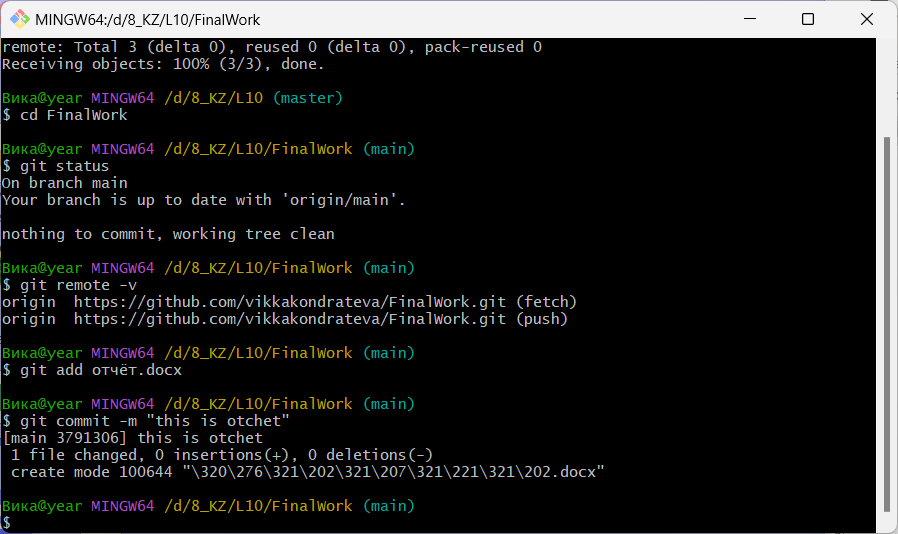 MINGW64:/d/8_KZ/L10/FinalWork
remote: Total 3 (delta 0), reused 0 (delta 0), pack-reused 0
Receiving objects: 100% (3/3), done.
Вика@year MINGW64 /d/8_KZ/L10 (master)
$ cd FinalWork
Вика@year MINGW64 /d/8_KZ/L10/FinalWork (main)
$ git status
On branch main
Your branch is up to date with 'origin/main'.
nothing to commit, working tree clean
Вика@year MINGW64 /d/8_KZ/L10/FinalWork (main)
$ git remote -v
origin  https://github.com/vikkakondrateva/FinalWork.git (fetch)
origin  https://github.com/vikkakondrateva/FinalWork.git (push)
Вика@year MINGW64 /d/8_KZ/L10/FinalWork (main)
$ git add отчёт.docx
Вика@year MINGW64 /d/8_KZ/L10/FinalWork (main)
$ git commit -m "this is otchet"
[main 3791306] this is otchet
 1 file changed, 0 insertions(+), 0 deletions(-)
 create mode 100644 "\320\276\321\202\321\207\321\221\321\202.docx"
Вика@year MINGW64 /d/8_KZ/L10/FinalWork (main)
$